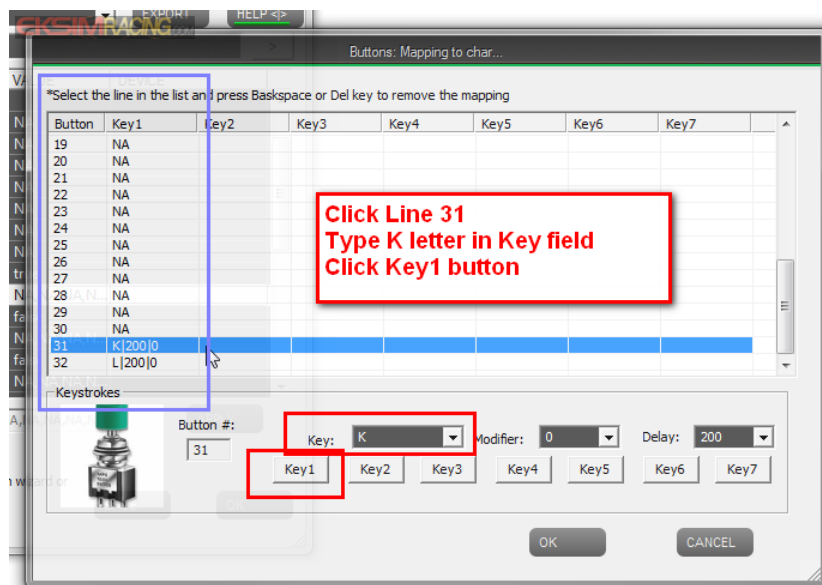 EXPORT HELP <|>
EKSIMRACING.COM
>
Buttons: Mapping to char...
VALUE DEVICE
*Select the line in the list and press Baskspace or Del key to remove the mapping
Button Key1 Key2 Key3 Key4 Key5 Key6 Key7
19 NA
20 NA
21 NA
22 NA
23 NA
24 NA
25 NA
26 NA
27 NA
28 NA
29 NA
30 NA
31 K|200|0
32 L|200|0
Click Line 31
Type K letter in Key field
Click Key1 button
Keystrokes
Button #:
31
Key: K Modifier: 0 Delay: 200
Key1 Key2 Key3 Key4 Key5 Key6 Key7
OK CANCEL